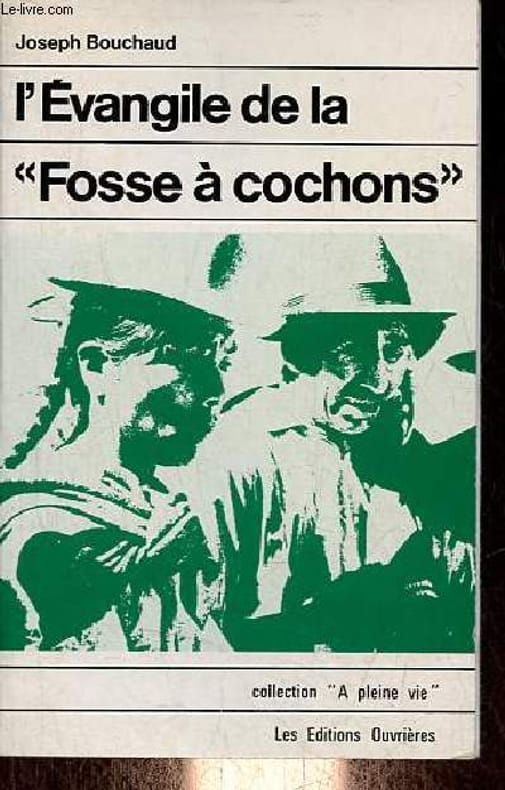 Le-livre.com
Joseph Bouchaud
l'Évangile de la
“Fosse à cochons”
collection "A pleine vie"
Les Editions Ouvrières